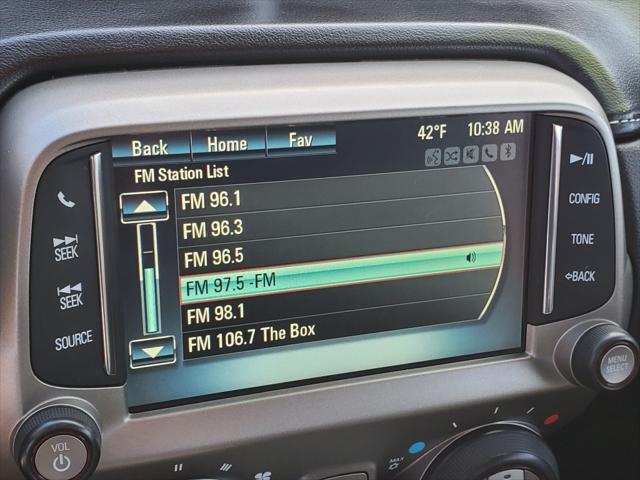 Back Home Fav 42°F 10:38 AM
FM Station List
FM 96.1
FM 96.3
FM 96.5
FM 97.5 -FM
FM 98.1
FM 106.7 The Box
SEEK
SEEK
SOURCE
CONFIG
TONE
BACK
VOL
MENU
SELECT
MAX